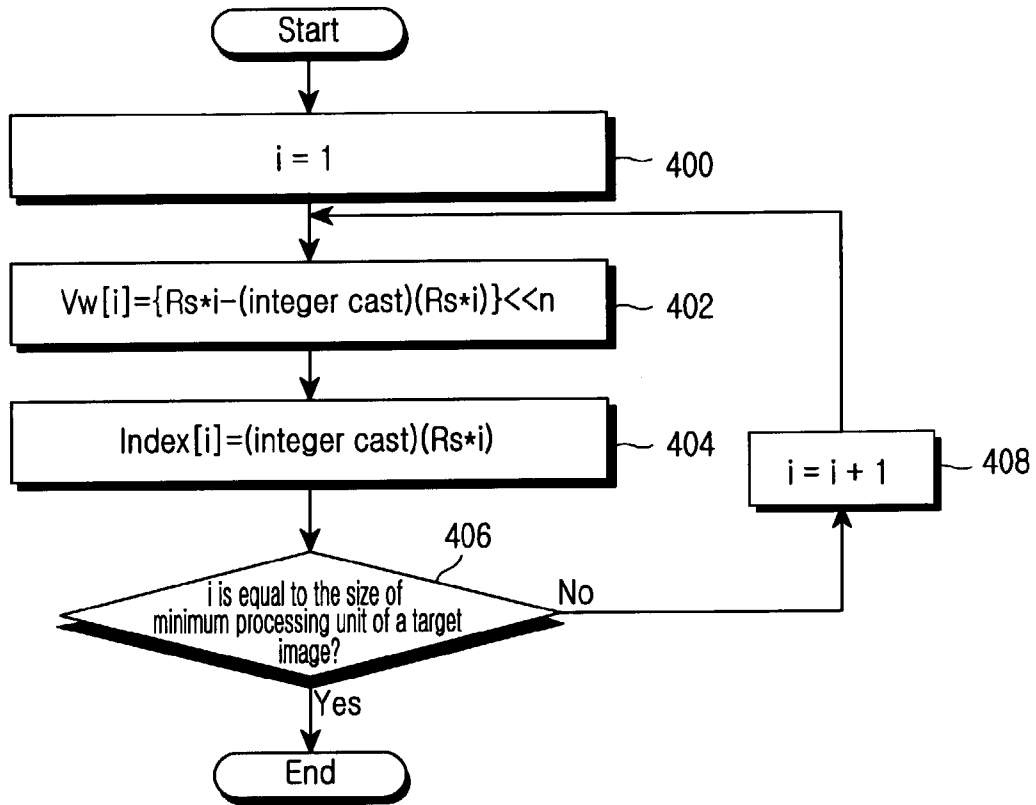 Start
i = 1
400
Vw[i]={Rs*i-(integer cast)(Rs*i)}<<n
402
Index[i]=(integer cast)(Rs*i)
404
i = i + 1
408
406
i is equal to the size of
minimum processing unit of a target
image?
No
Yes
End